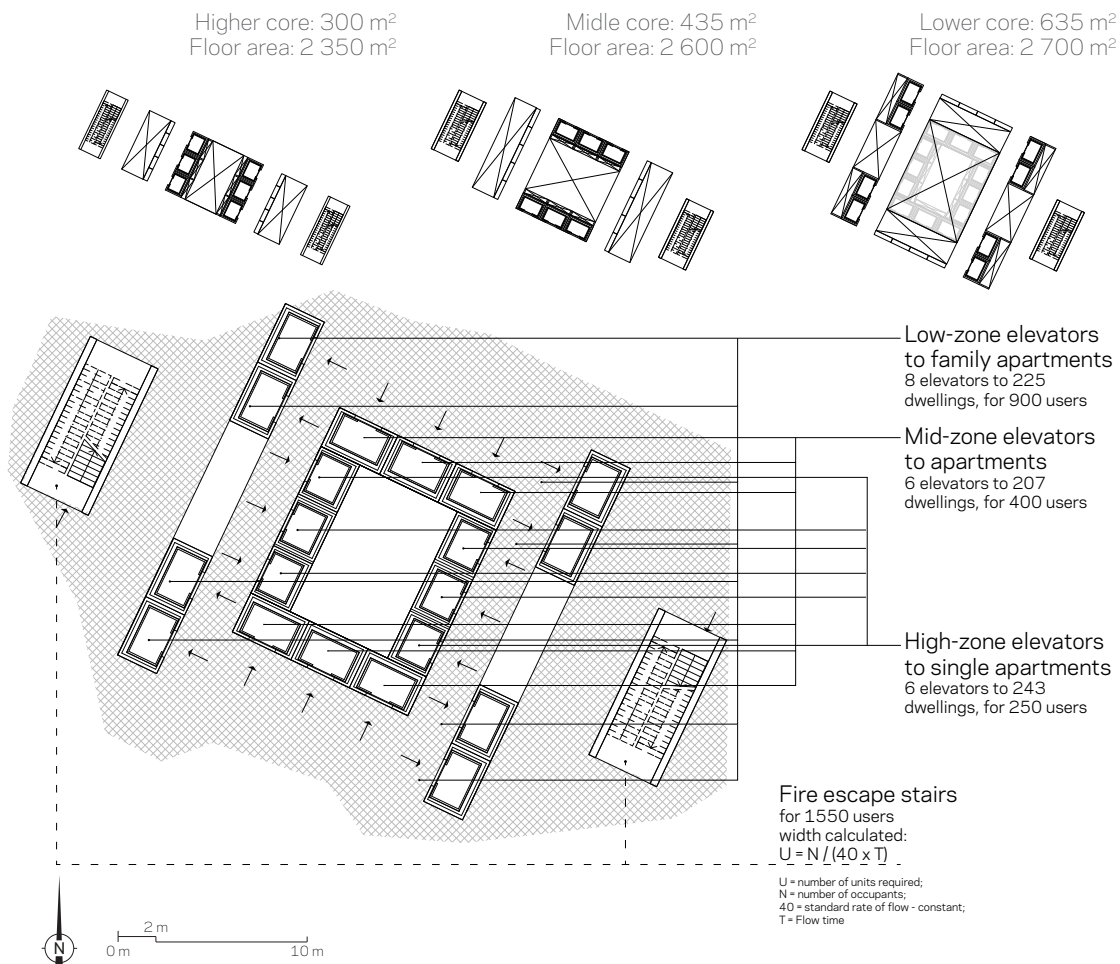 Higher core: 300 m²
Floor area: 2 350 m²
Midle core: 435 m²
Floor area: 2 600 m²
Lower core: 635 m²
Floor area: 2 700 m²
Low-zone elevators
to family apartments
8 elevators to 225
dwellings, for 900 users
Mid-zone elevators
to apartments
6 elevators to 207
dwellings, for 400 users
High-zone elevators
to single apartments
6 elevators to 243
dwellings, for 250 users
Fire escape stairs
for 1550 users
width calculated:
U = N / (40 x T)
U = number of units required;
N = number of occupants;
40 = standard rate of flow - constant;
T = Flow time
N
2 m
0 m
10 m